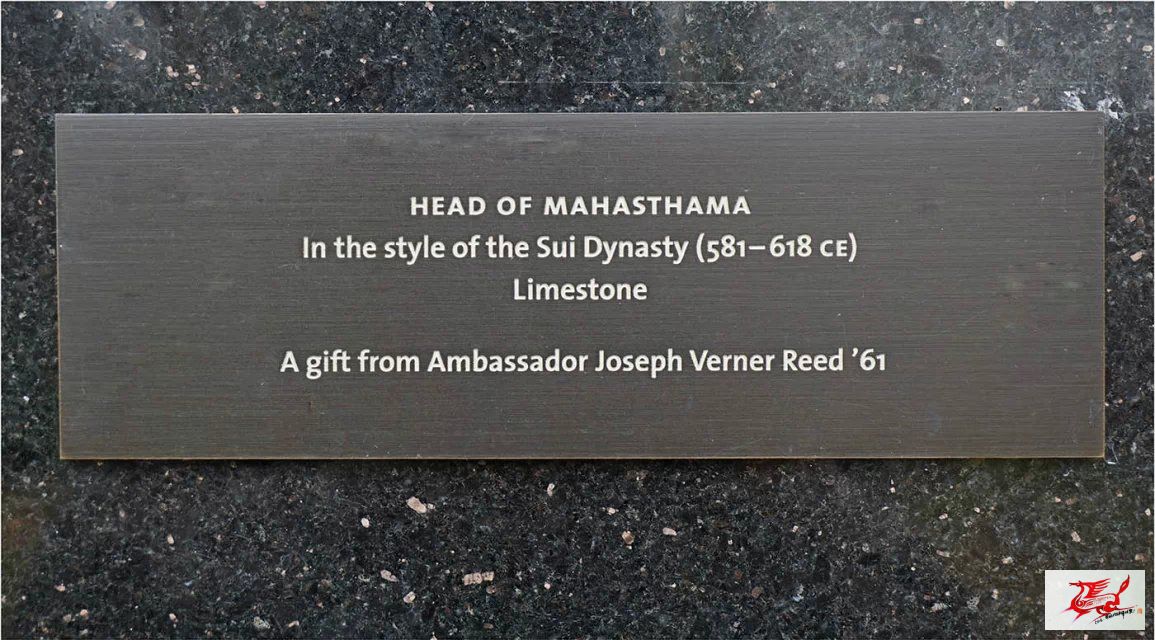 HEAD OF MAHASTHAMA
In the style of the Sui Dynasty (581–618 CE)
Limestone
A gift from Ambassador Joseph Verner Reed ’61